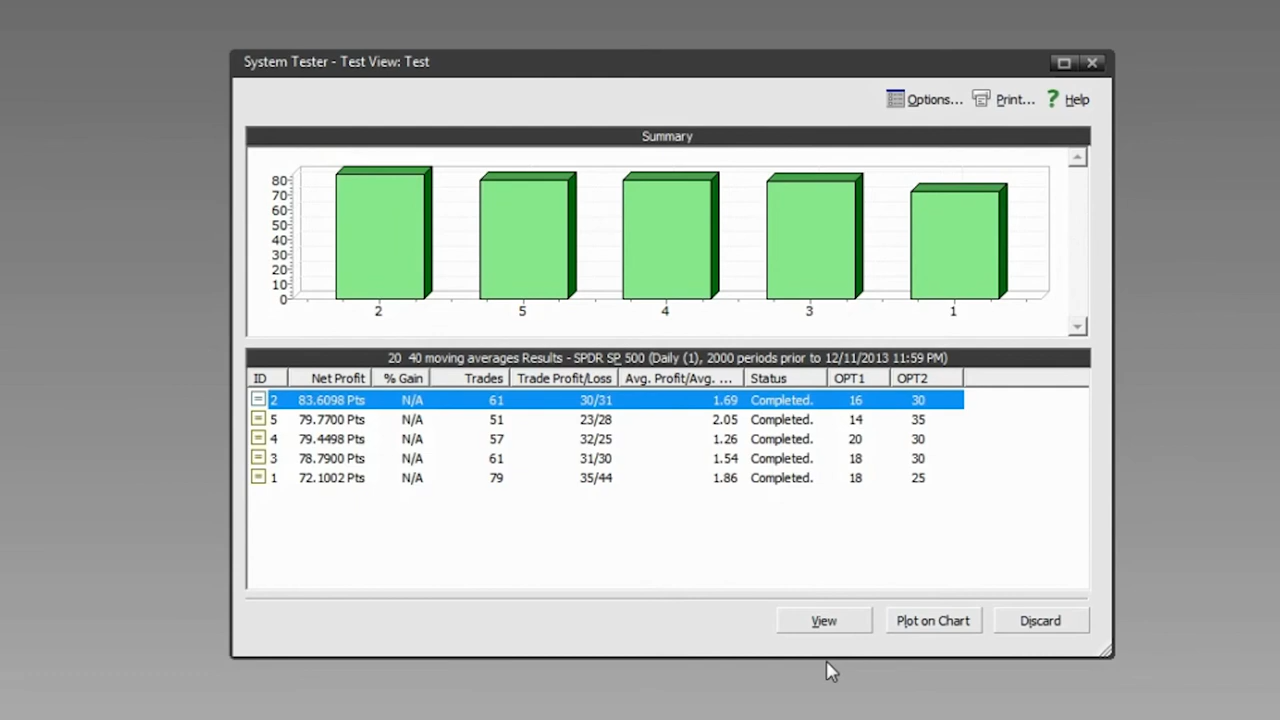 System Tester - Test View: Test
Options... Print... ? Help
Summary
80
70
60
50
40
30
20
10
0
2 5 4 3 1
20 40 moving averages Results - SPDR SP 500 (Daily (1), 2000 periods prior to 12/11/2013 11:59 PM)
ID Net Profit % Gain Trades Trade Profit/Loss Avg. Profit/Avg. ... Status OPT1 OPT2
2 83.6098 Pts N/A 61 30/31 1.69 Completed. 16 30
5 79.7700 Pts N/A 51 23/28 2.05 Completed. 14 35
4 79.4498 Pts N/A 57 32/25 1.26 Completed. 20 30
3 78.7900 Pts N/A 61 31/30 1.54 Completed. 18 30
1 72.1002 Pts N/A 79 35/44 1.86 Completed. 18 25
View Plot on Chart Discard